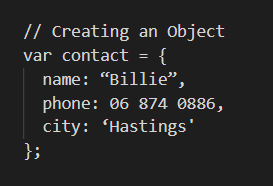 // Creating an Object
var contact = {
name: “Billie”,
phone: 06 874 0886,
city: ‘Hastings'
};